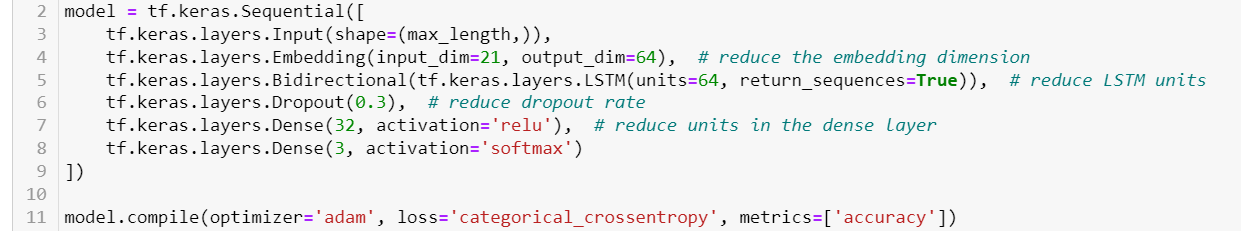 2 model = tf.keras.Sequential([
3     tf.keras.layers.Input(shape=(max_length,)),
4     tf.keras.layers.Embedding(input_dim=21, output_dim=64),  # reduce the embedding dimension
5     tf.keras.layers.Bidirectional(tf.keras.layers.LSTM(units=64, return_sequences=True)),  # reduce LSTM units
6     tf.keras.layers.Dropout(0.3),  # reduce dropout rate
7     tf.keras.layers.Dense(32, activation='relu'),  # reduce units in the dense layer
8     tf.keras.layers.Dense(3, activation='softmax')
9 ])
10
11 model.compile(optimizer='adam', loss='categorical_crossentropy', metrics=['accuracy'])